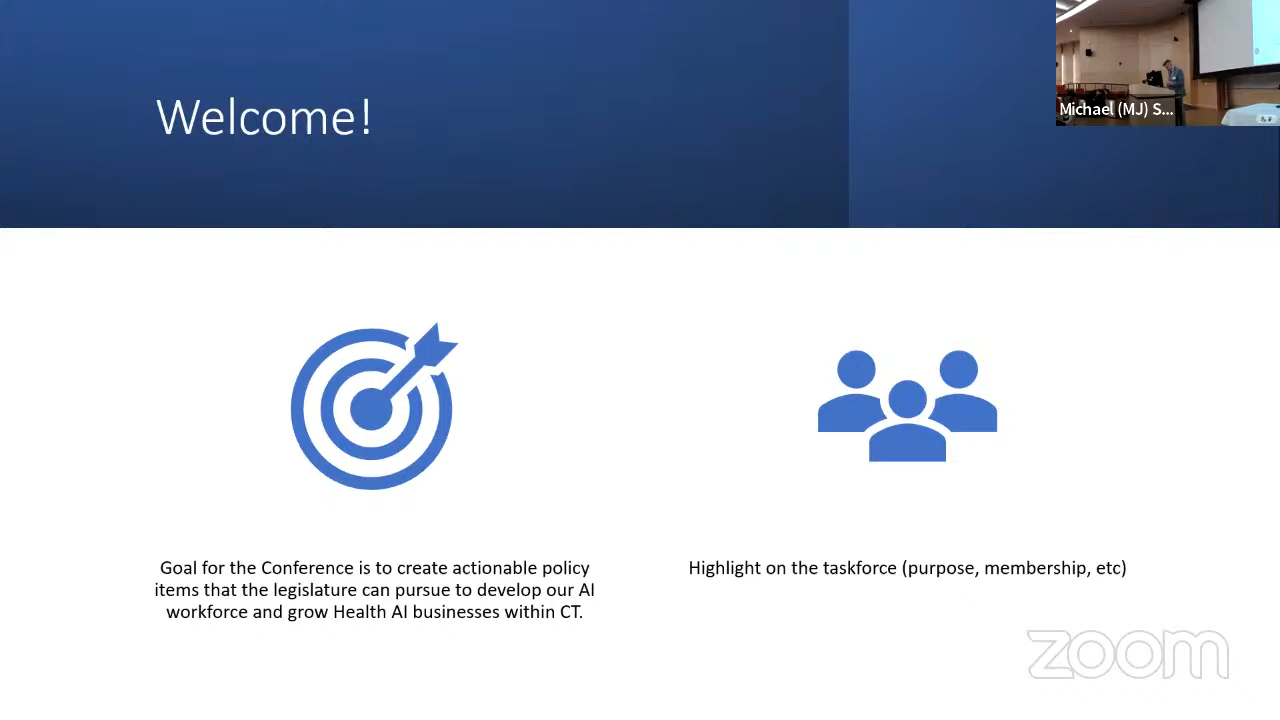 Welcome!
Michael (MJ) S...
Goal for the Conference is to create actionable policy
items that the legislature can pursue to develop our AI
workforce and grow Health AI businesses within CT.
Highlight on the taskforce (purpose, membership, etc)
zoom